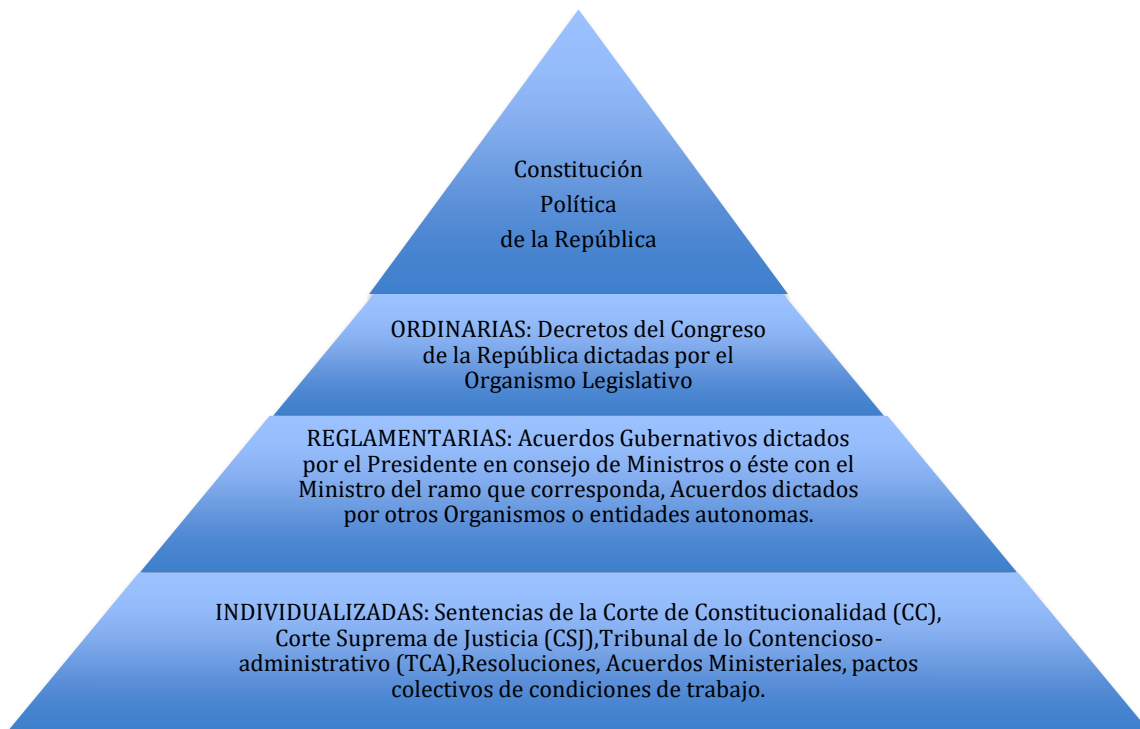 Constitución
Política
de la República
ORDINARIAS: Decretos del Congreso
de la República dictadas por el
Organismo Legislativo
REGLAMENTARIAS: Acuerdos Gubernativos dictados
por el Presidente en consejo de Ministros o éste con el
Ministro del ramo que corresponda, Acuerdos dictados
por otros Organismos o entidades autonomas.
INDIVIDUALIZADAS: Sentencias de la Corte de Constitucionalidad (CC),
Corte Suprema de Justicia (CSJ),Tribunal de lo Contencioso-
administrativo (TCA),Resoluciones, Acuerdos Ministeriales, pactos
colectivos de condiciones de trabajo.